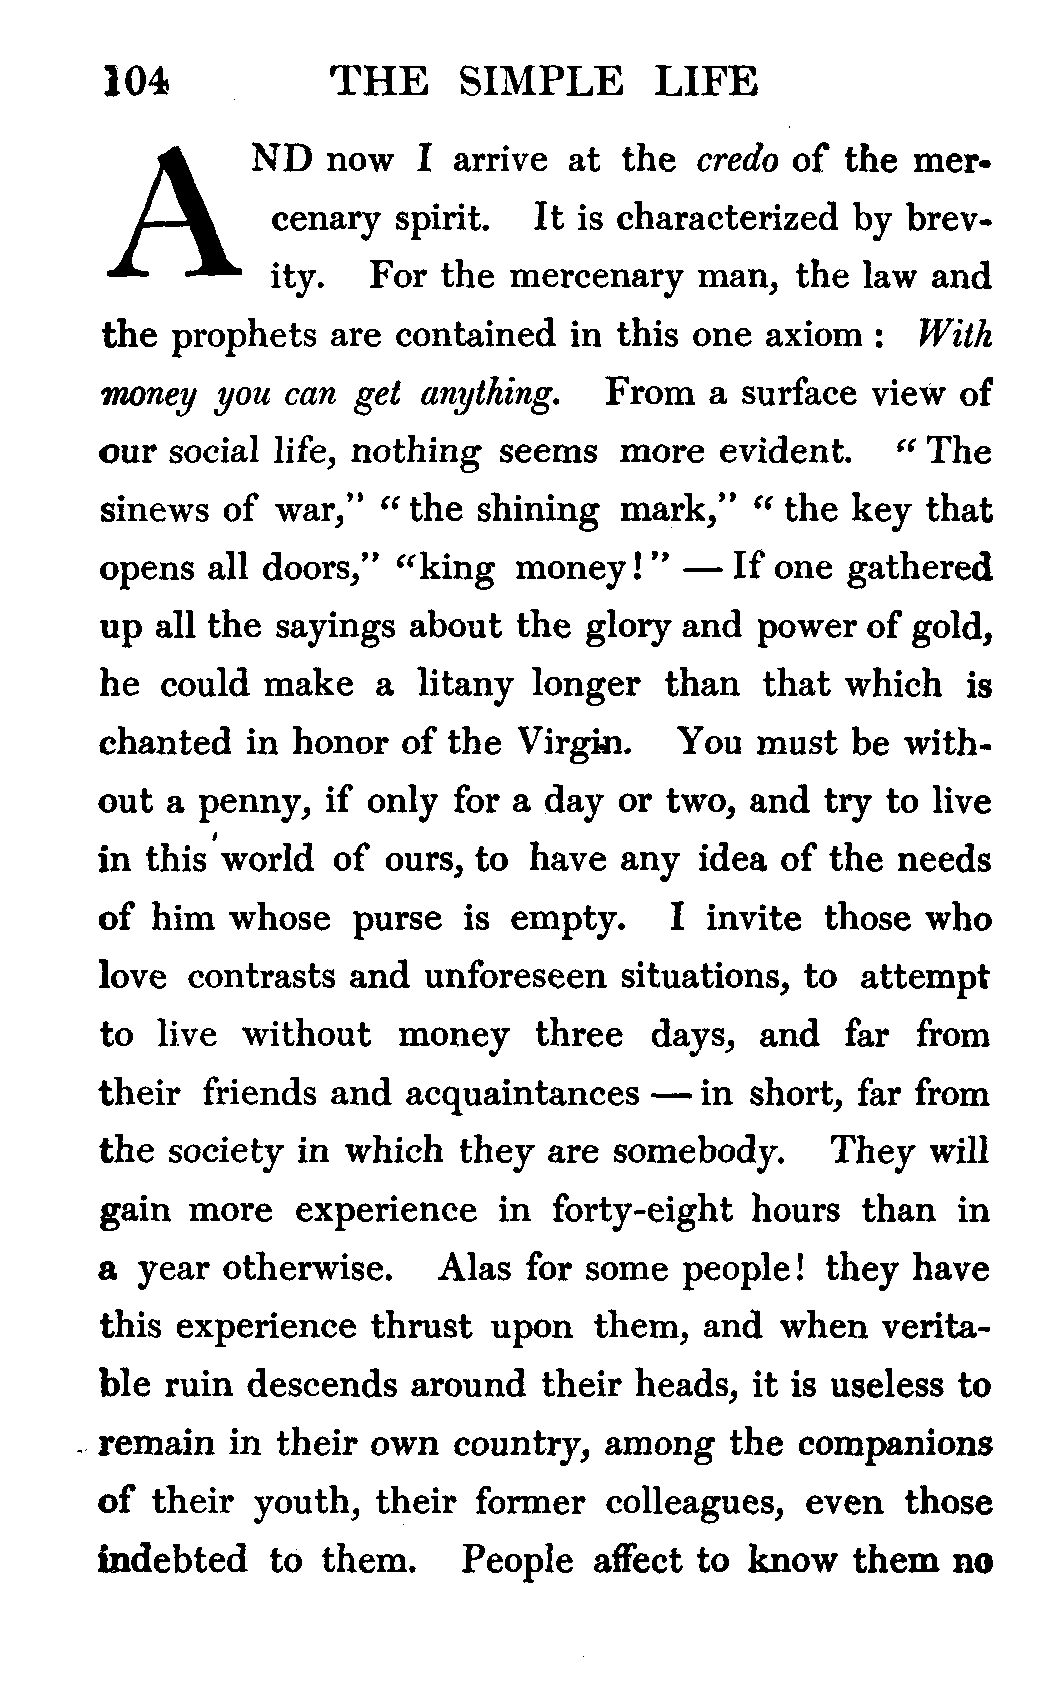 104 THE SIMPLE LIFE
AND now I arrive at the credo of the mer-
cenary spirit. It is characterized by brev-
ity. For the mercenary man, the law and
the prophets are contained in this one axiom : With
money you can get anything. From a surface view of
our social life, nothing seems more evident. "The
sinews of war," "the shining mark," "the key that
opens all doors," "king money!" — If one gathered
up all the sayings about the glory and power of gold,
he could make a litany longer than that which is
chanted in honor of the Virgin. You must be with-
out a penny, if only for a day or two, and try to live
in this world of ours, to have any idea of the needs
of him whose purse is empty. I invite those who
love contrasts and unforeseen situations, to attempt
to live without money three days, and far from
their friends and acquaintances — in short, far from
the society in which they are somebody. They will
gain more experience in forty-eight hours than in
a year otherwise. Alas for some people! they have
this experience thrust upon them, and when verita-
ble ruin descends around their heads, it is useless to
remain in their own country, among the companions
of their youth, their former colleagues, even those
indebted to them. People affect to know them no